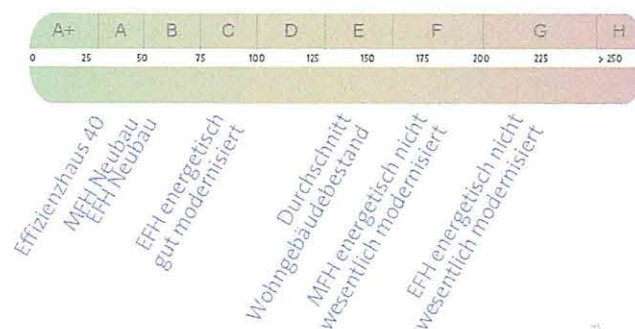 A+ A B C D E F G H
0 25 50 75 100 125 150 175 200 225 > 250
Effizienzhaus 40
MFH Neubau
EFH Neubau
EFH energetisch
gut modernisiert
Durchschnitt
Wohngebäudebestand
MFH energetisch nicht
wesentlich modernisiert
EFH energetisch nicht
wesentlich modernisiert